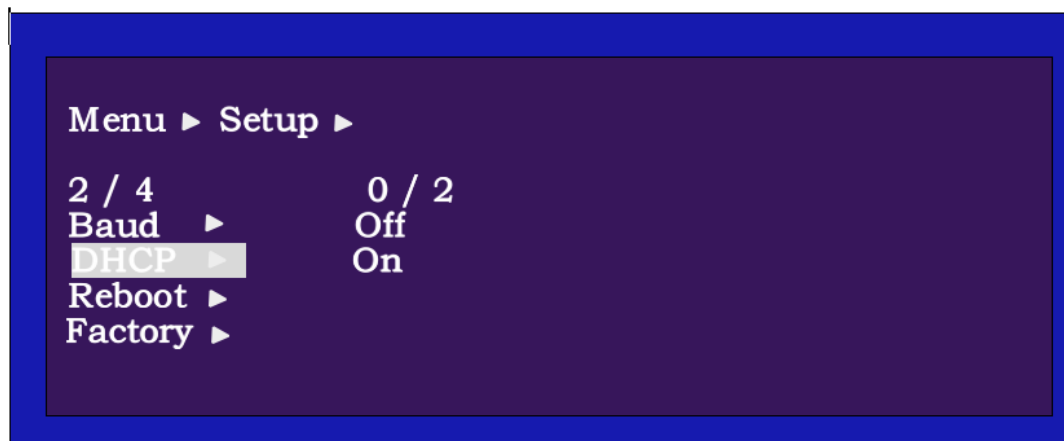 Menu ▶ Setup ▶
2 / 4 0 / 2
Baud ▶ Off
DHCP ▶ On
Reboot ▶
Factory ▶